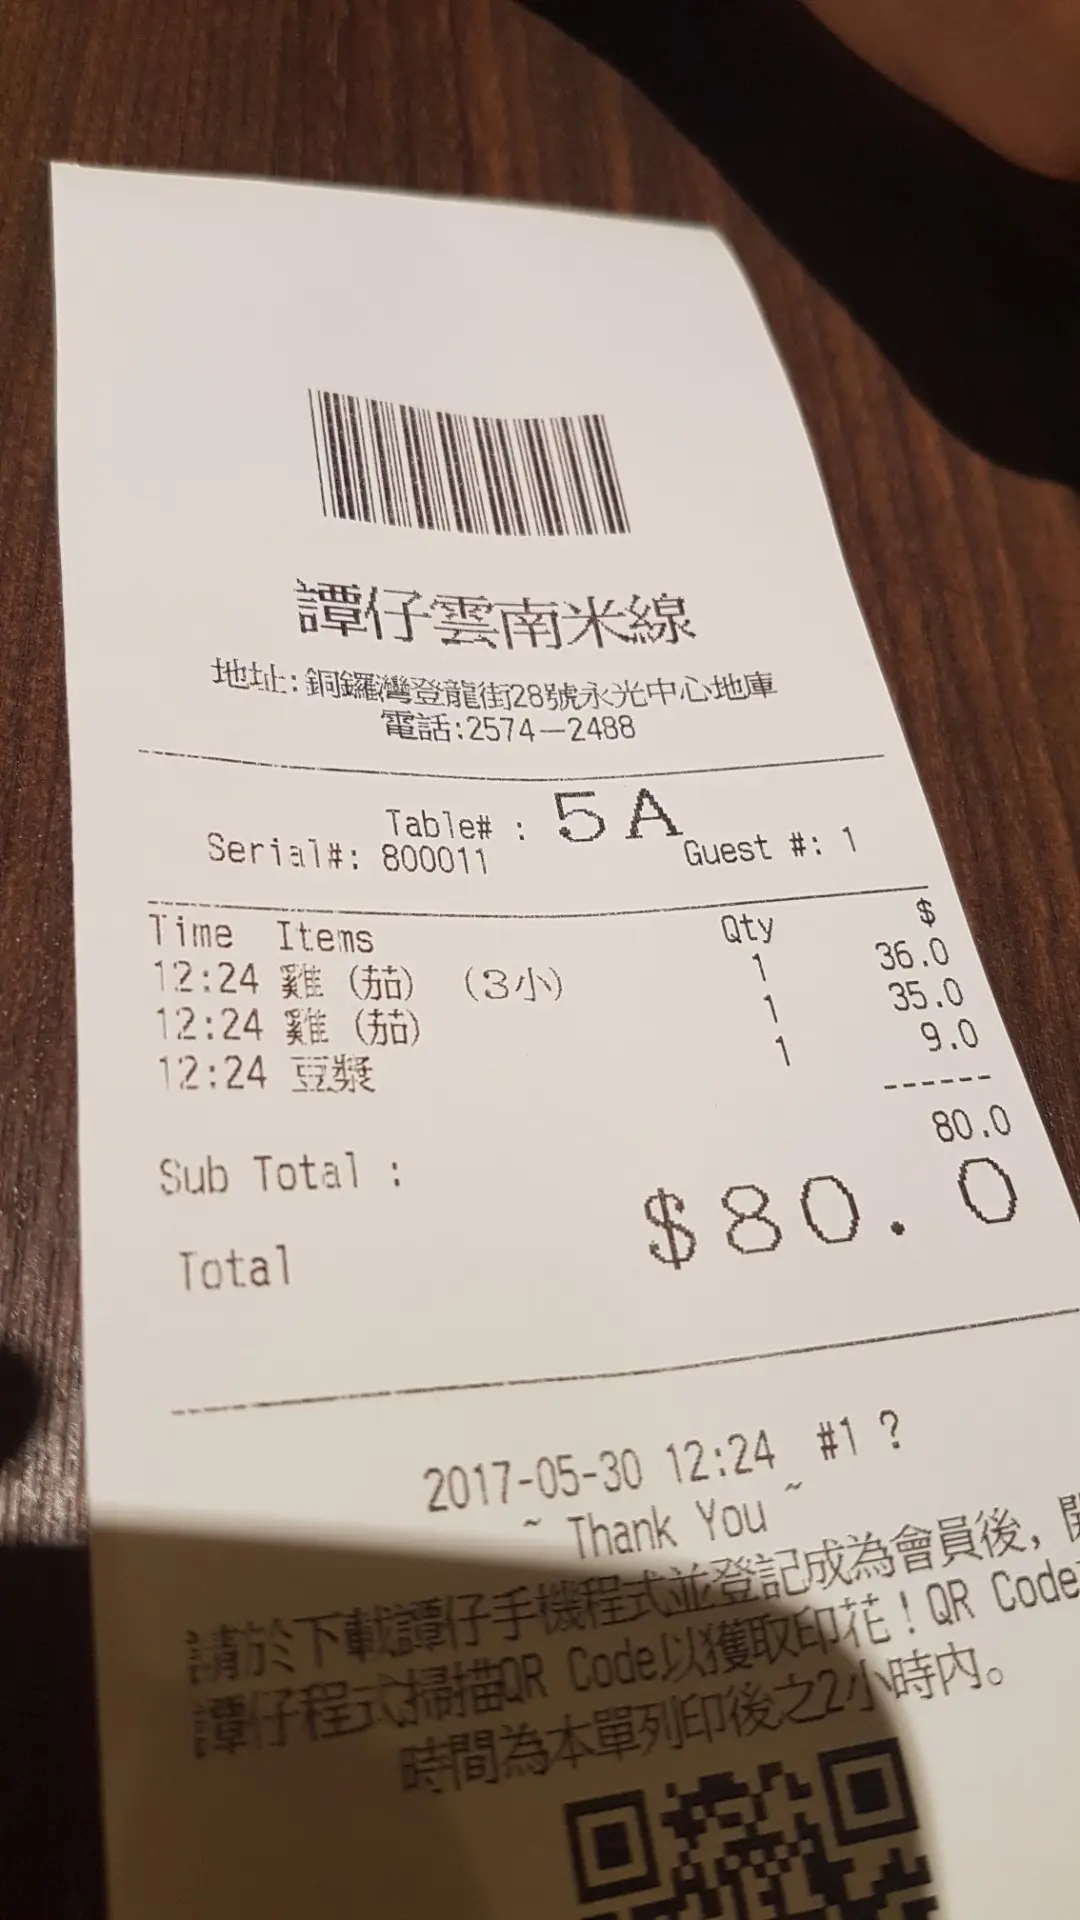 譚仔雲南米線
地址:銅鑼灣登龍街28號永光中心地庫
電話:2574-2488
Table# : 5A
Serial#: 800011 Guest #: 1
Time Items Qty $
12:24 雞(茄) (3小) 1 36.0
12:24 雞(茄) 1 35.0
12:24 豆漿 1 9.0
------
Sub Total : 80.0
Total $80.0
2017-05-30 12:24 #1 ?
~ Thank You ~
請於下載譚仔手機程式並登記成為會員後,開
譚仔程式掃描QR Code以獲取印花!QR Code
時間為本單列印後之2小時內。